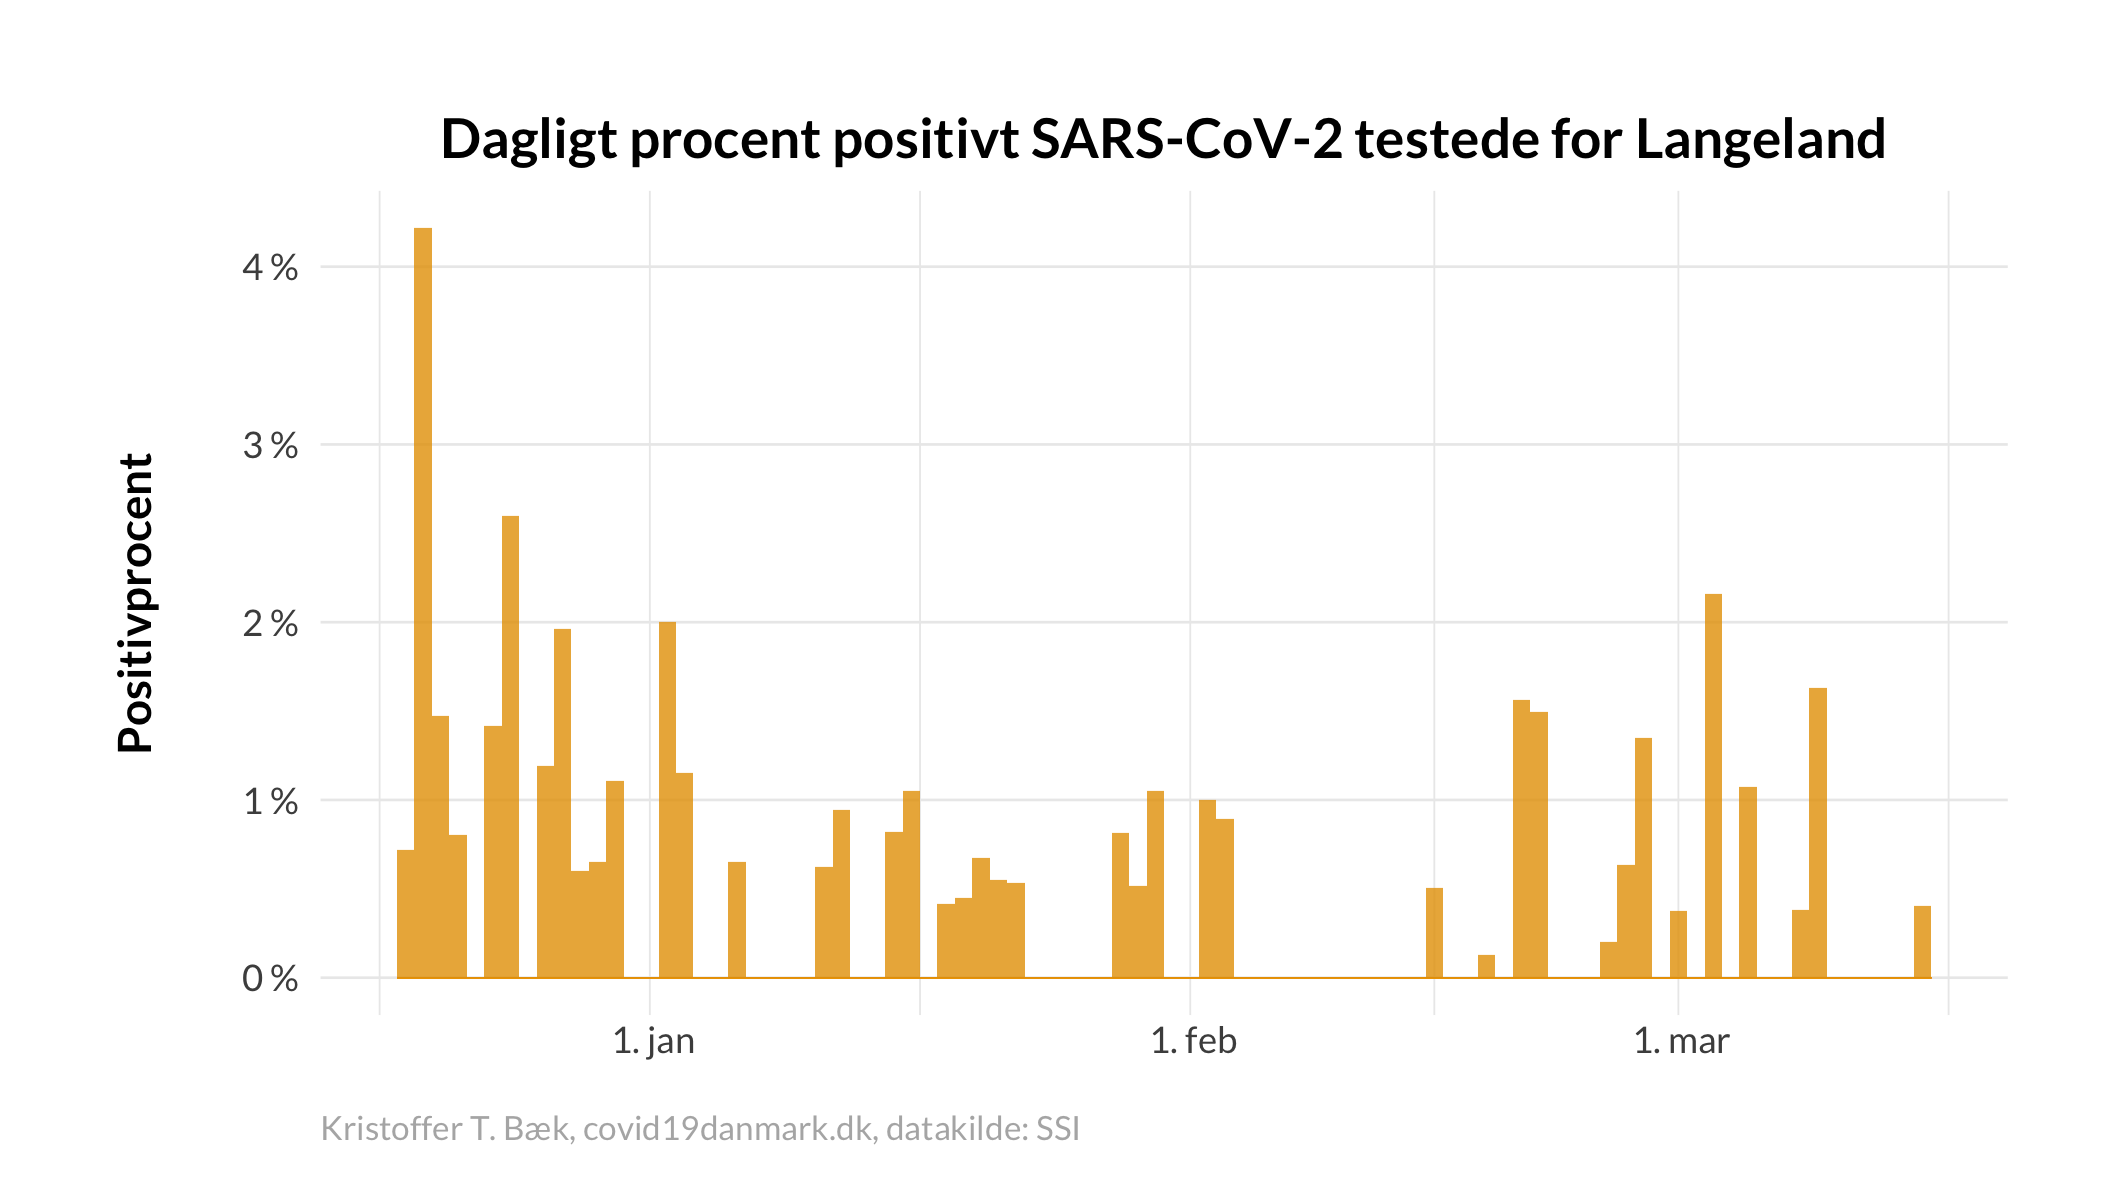 Dagligt procent positivt SARS-CoV-2 testede for Langeland
Positivprocent
4 %
3 %
2 %
1 %
0 %
1. jan
1. feb
1. mar
Kristoffer T. Bæk, covid19danmark.dk, datakilde: SSI